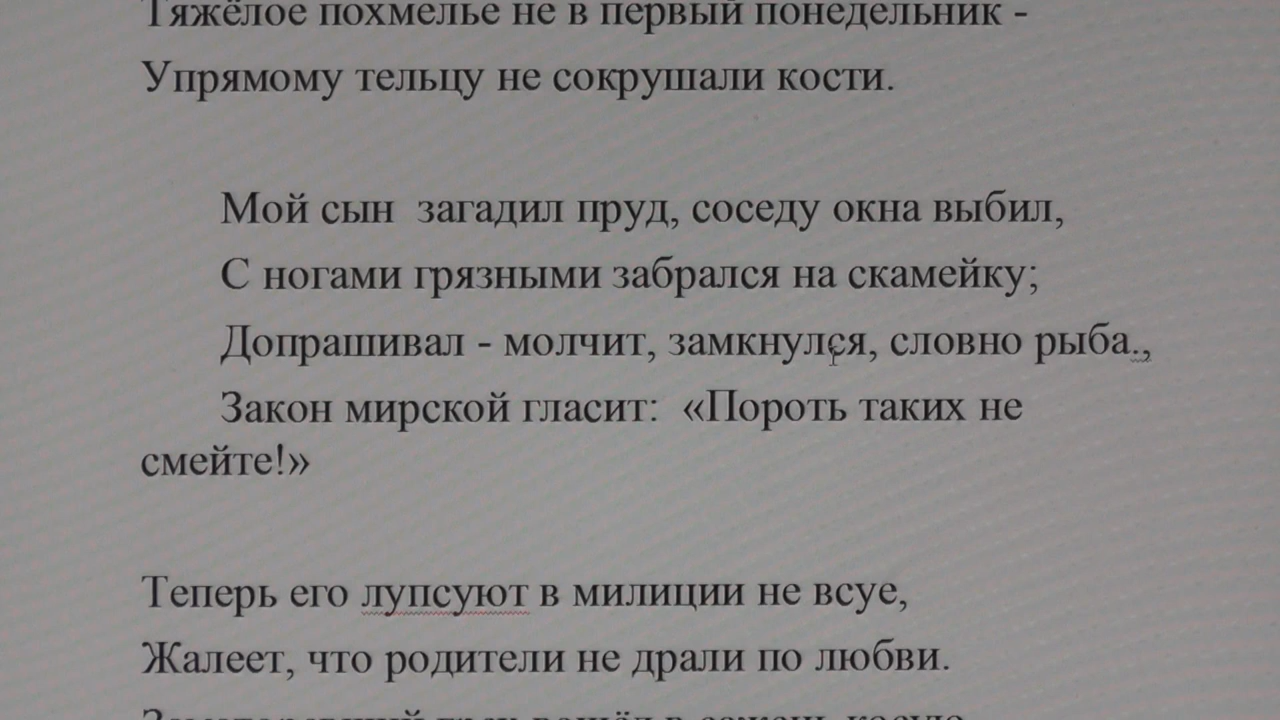 Тяжёлое похмелье не в первый понедельник -
Упрямому тельцу не сокрушали кости.
Мой сын  загадил пруд, соседу окна выбил,
С ногами грязными забрался на скамейку;
Допрашивал - молчит, замкнулся, словно рыба.,
Закон мирской гласит:  «Пороть таких не
смейте!»
Теперь его лупсуют в милиции не всуе,
Жалеет, что родители не драли по любви.